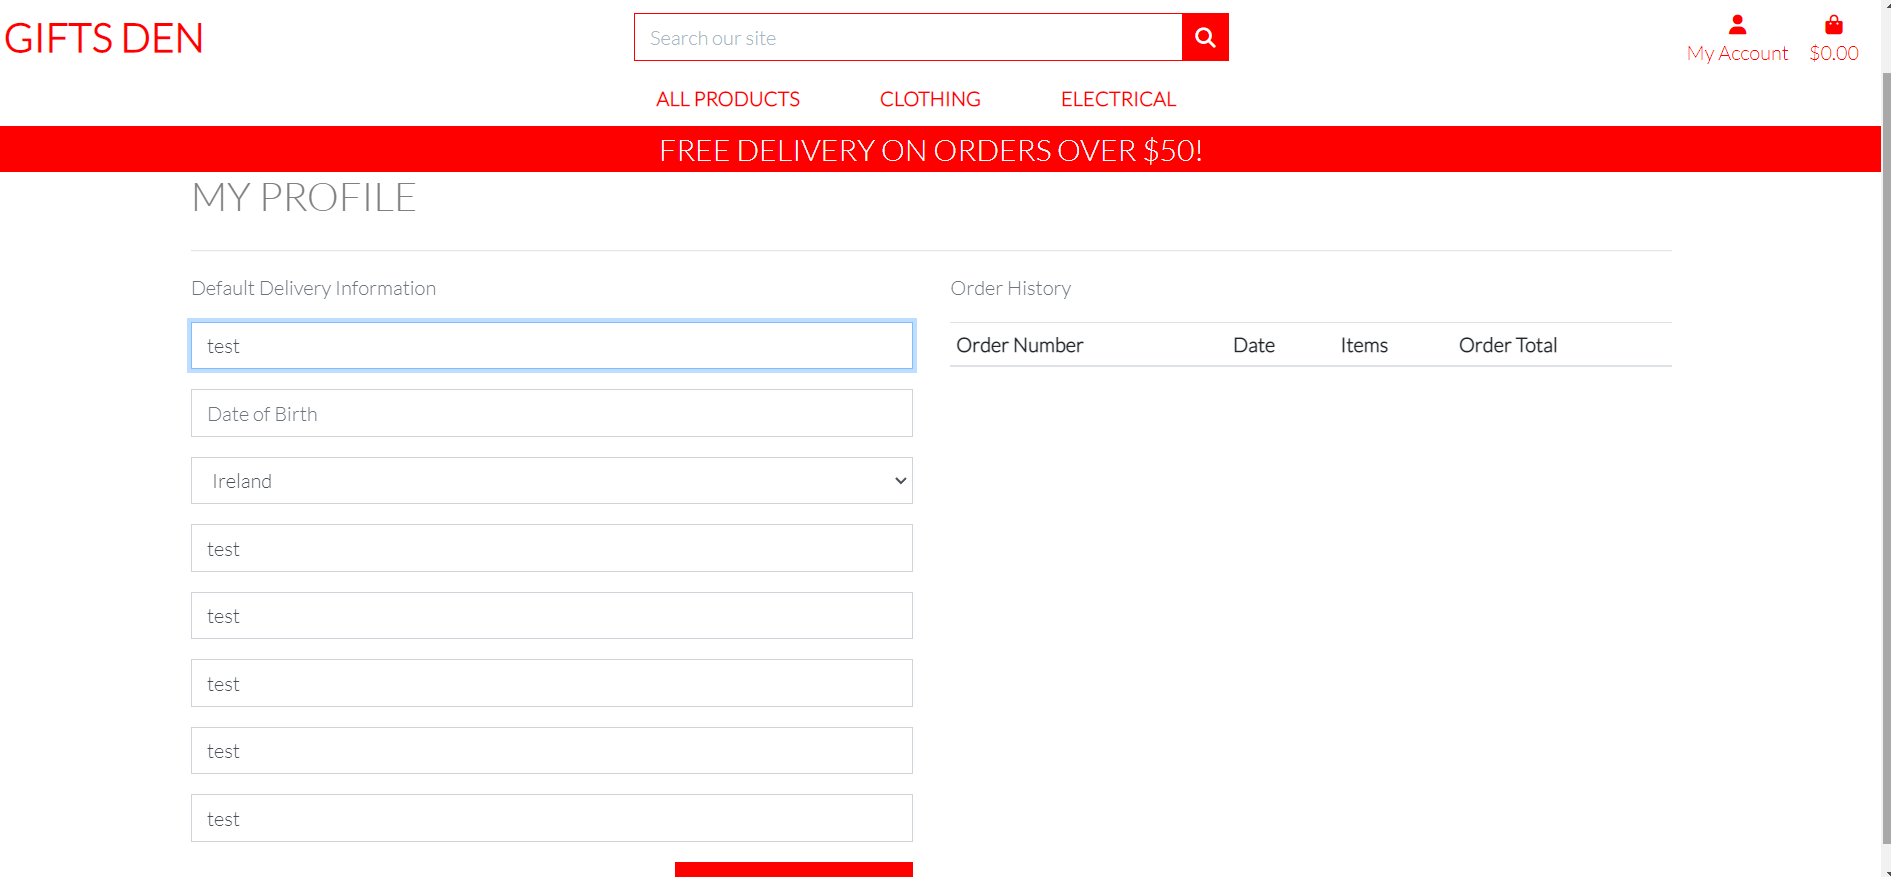 GIFTS DEN
Search our site
My Account
$0.00
ALL PRODUCTS
CLOTHING
ELECTRICAL
FREE DELIVERY ON ORDERS OVER $50!
MY PROFILE
Default Delivery Information
test
Date of Birth
Ireland
test
test
test
test
test
Order History
Order Number Date Items Order Total